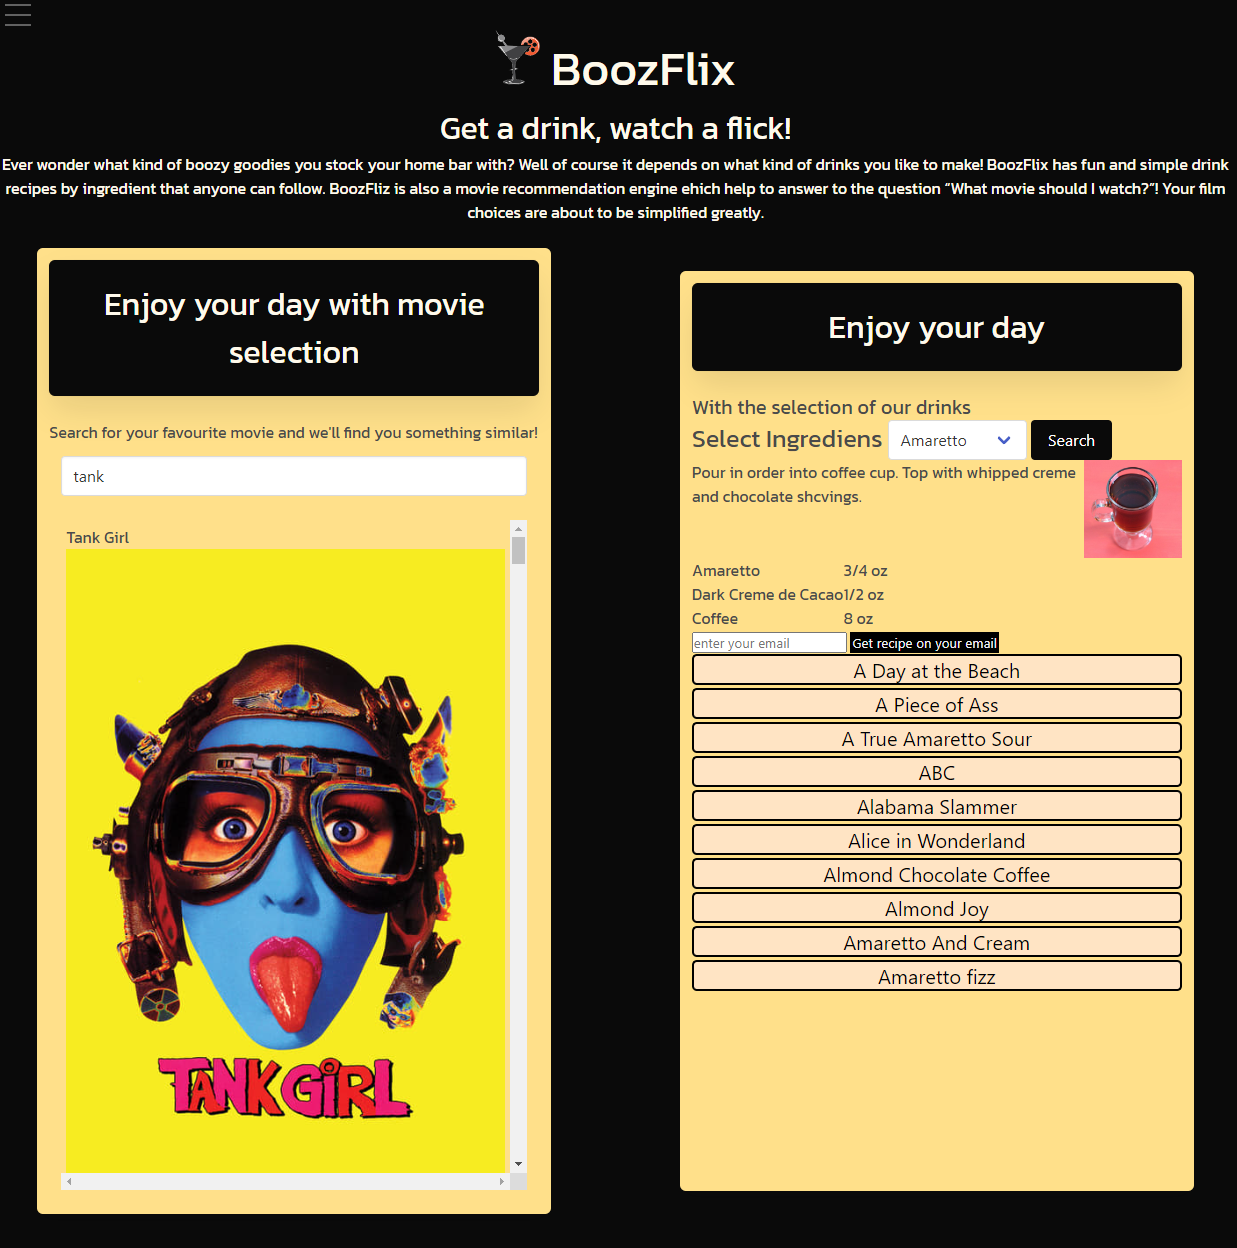 BoozFlix
Get a drink, watch a flick!
Ever wonder what kind of boozy goodies you stock your home bar with? Well of course it depends on what kind of drinks you like to make! BoozFlix has fun and simple drink
recipes by ingredient that anyone can follow. BoozFliz is also a movie recommendation engine ehich help to answer to the question “What movie should I watch?”! Your film
choices are about to be simplified greatly.
Enjoy your day with movie
selection
Search for your favourite movie and we'll find you something similar!
tank
Tank Girl
TANK GIRL
Enjoy your day
With the selection of our drinks
Select Ingrediens Amaretto Search
Pour in order into coffee cup. Top with whipped creme
and chocolate shcvings.
Amaretto 3/4 oz
Dark Creme de Cacao1/2 oz
Coffee 8 oz
enter your email Get recipe on your email
A Day at the Beach
A Piece of Ass
A True Amaretto Sour
ABC
Alabama Slammer
Alice in Wonderland
Almond Chocolate Coffee
Almond Joy
Amaretto And Cream
Amaretto fizz